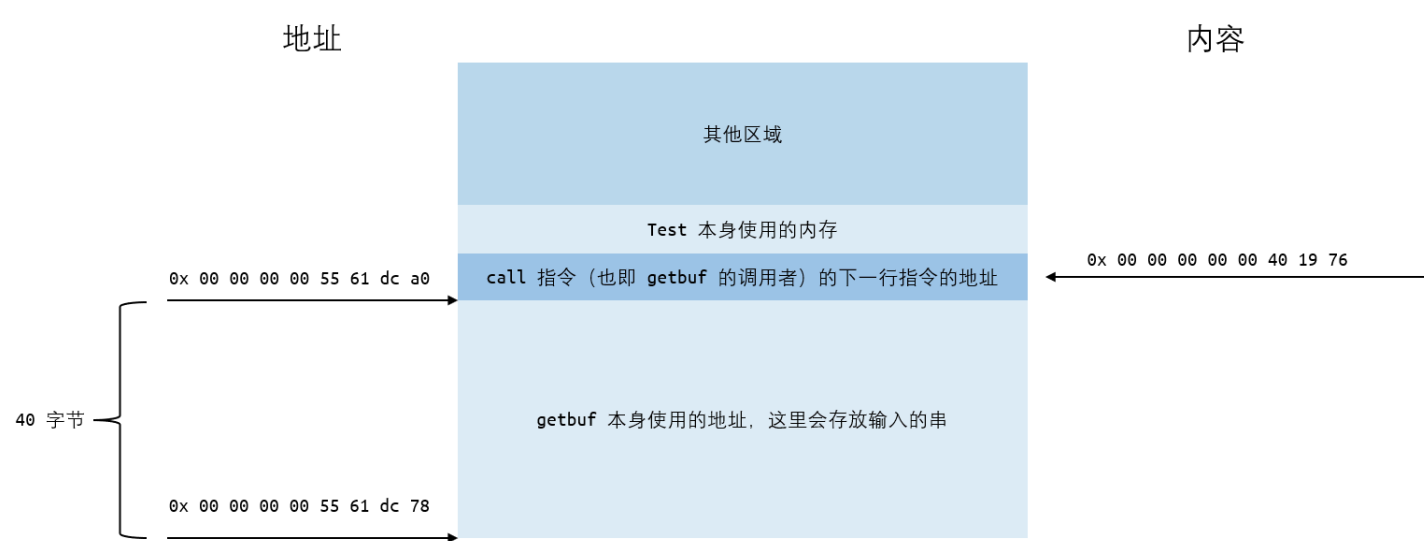 地址
内容
其他区域
Test 本身使用的内存
0x 00 00 00 00 00 40 19 76
0x 00 00 00 00 55 61 dc a0
call 指令（也即 getbuf 的调用者）的下一行指令的地址
40 字节
getbuf 本身使用的地址，这里会存放输入的串
0x 00 00 00 00 55 61 dc 78